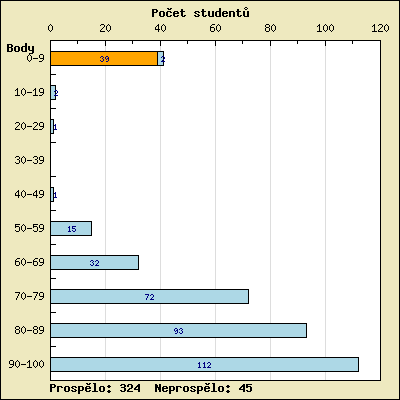 Počet studentů
0 20 40 60 80 100 120
Body
0-9 39 2
10-19 2
20-29 1
30-39
40-49 1
50-59 15
60-69 32
70-79 72
80-89 93
90-100 112
Prospělo: 324 Neprospělo: 45